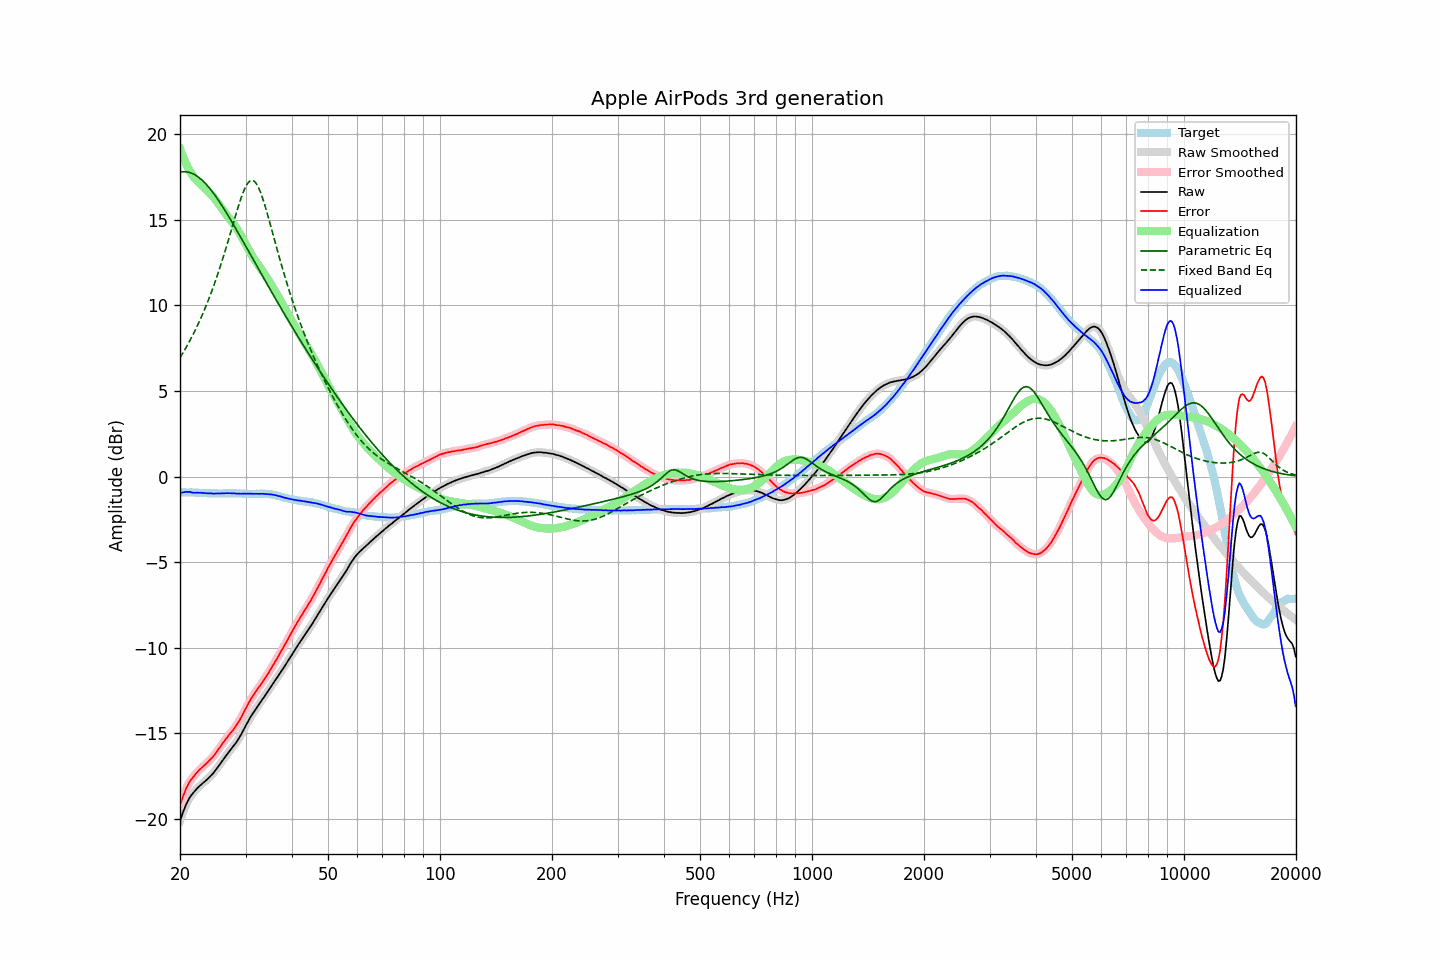 Apple AirPods 3rd generation
Amplitude (dBr)
20
15
10
5
0
−5
−10
−15
−20
Target
Raw Smoothed
Error Smoothed
Raw
Error
Equalization
Parametric Eq
Fixed Band Eq
Equalized
20 50 100 200 500 1000 2000 5000 10000 20000
Frequency (Hz)